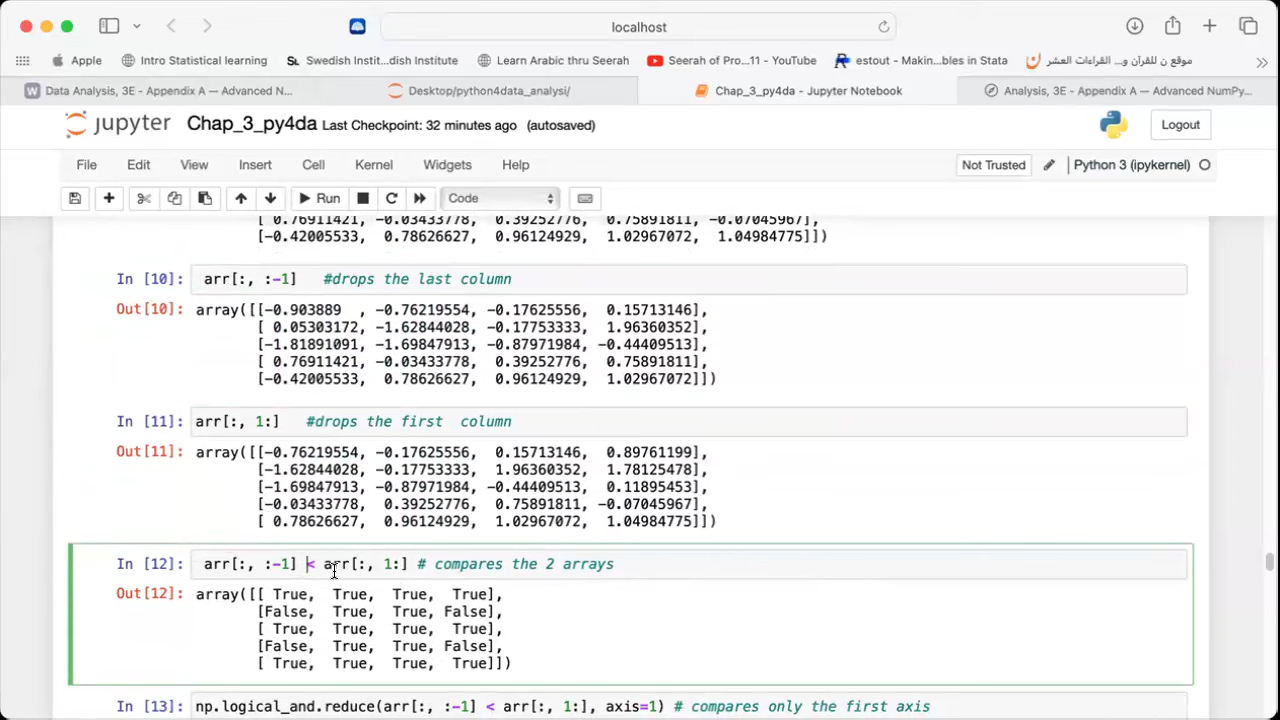 localhost
Apple
Intro Statistical learning
SL Swedish Instit...dish Institute
Learn Arabic thru Seerah
Seerah of Pro...11 - YouTube
estout - Makin...bles in Stata
موقع ن للقرآن و... القراءات العشر
W Data Analysis, 3E - Appendix A — Advanced N...
Desktop/python4data_analysi/
Chap_3_py4da - Jupyter Notebook
Analysis, 3E - Appendix A — Advanced NumPy...
jupyter Chap_3_py4da Last Checkpoint: 32 minutes ago (autosaved)
Logout
File Edit View Insert Cell Kernel Widgets Help
Not Trusted
Python 3 (ipykernel)
Run
Code
[ 0.76911421, -0.03433778, 0.39252776, 0.75891811, -0.07045967],
[-0.42005533, 0.78626627, 0.96124929, 1.02967072, 1.04984775]])
In [10]: arr[:, :-1] #drops the last column
Out[10]: array([[-0.903889 , -0.76219554, -0.17625556, 0.15713146],
[ 0.05303172, -1.62844028, -0.17753333, 1.96360352],
[-1.81891091, -1.69847913, -0.87971984, -0.44409513],
[ 0.76911421, -0.03433778, 0.39252776, 0.75891811],
[-0.42005533, 0.78626627, 0.96124929, 1.02967072]])
In [11]: arr[:, 1:] #drops the first column
Out[11]: array([[-0.76219554, -0.17625556, 0.15713146, 0.89761199],
[-1.62844028, -0.17753333, 1.96360352, 1.78125478],
[-1.69847913, -0.87971984, -0.44409513, 0.11895453],
[-0.03433778, 0.39252776, 0.75891811, -0.07045967],
[ 0.78626627, 0.96124929, 1.02967072, 1.04984775]])
In [12]: arr[:, :-1] < arr[:, 1:] # compares the 2 arrays
Out[12]: array([[ True, True, True, True],
[False, True, True, False],
[ True, True, True, True],
[False, True, True, False],
[ True, True, True, True]])
In [13]: np.logical_and.reduce(arr[:, :-1] < arr[:, 1:], axis=1) # compares only the first axis